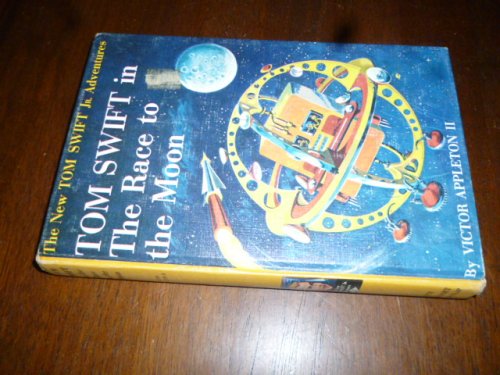 The New TOM SWIFT Jr. Adventures
TOM SWIFT in
The Race to
the Moon
By VICTOR APPLETON II